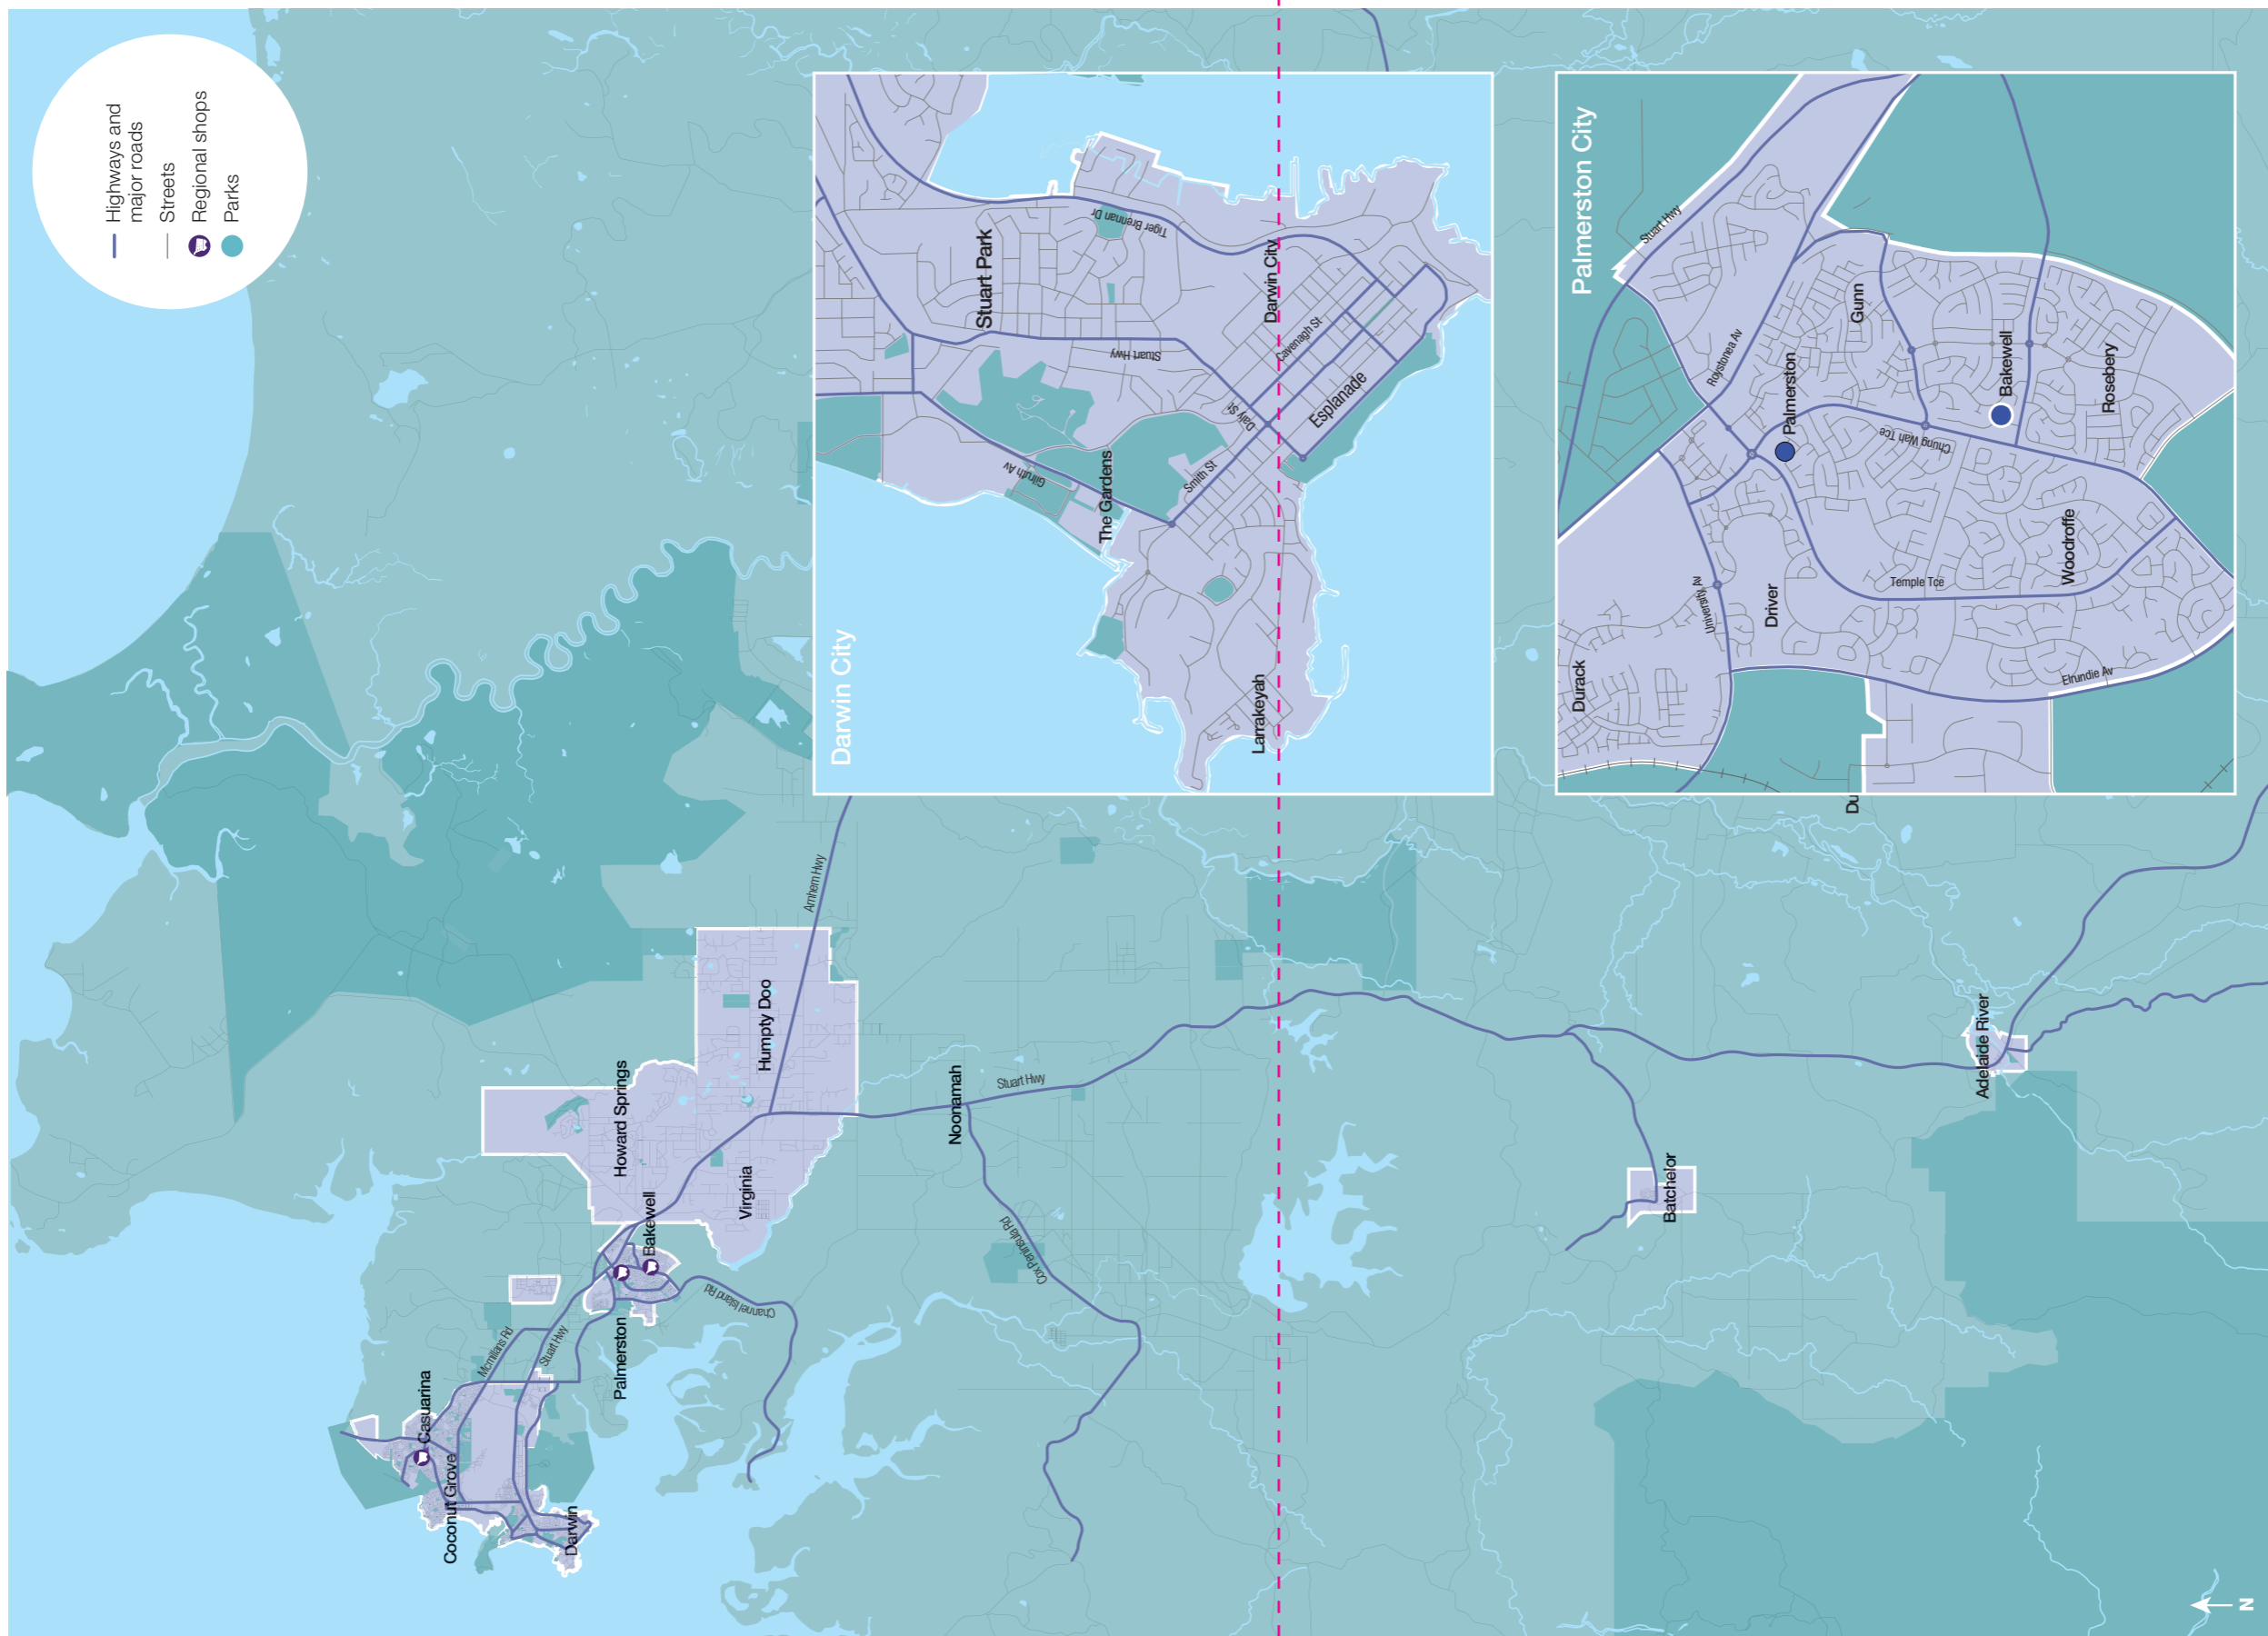 Highways and
major roads
Streets
Regional shops
Parks
Casuarina
Coconut Grove
Darwin
Mcmillans Rd
Stuart Hwy
Palmerston
Bakewell
Howard Springs
Virginia
Humpty Doo
Arnhem Hwy
Channel Island Rd
Noonamah
Stuart Hwy
Cox Peninsula Rd
Batchelor
Adelaide River
Du
N
Darwin City
Stuart Park
Tiger Brennan Dr
Stuart Hwy
Gilruth Av
The Gardens
Darwin City
Cavenagh St
Daly St
Smith St
Esplanade
Larrakeyah
Palmerston City
Stuart Hwy
Roystonea Av
Gunn
Palmerston
Bakewell
Rosebery
Chung Wah Tce
Durack
University Av
Driver
Temple Tce
Woodroffe
Elrundie Av